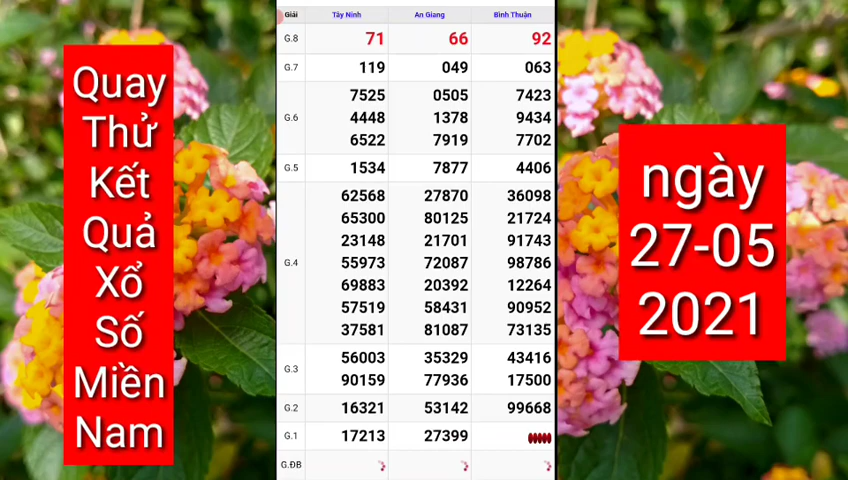 Quay
Thử
Kết
Quả
Xổ
Số
Miền
Nam
Giải Tây Ninh An Giang Bình Thuận
G.8 71 66 92
G.7 119 049 063
G.6 7525 0505 7423
4448 1378 9434
6522 7919 7702
G.5 1534 7877 4406
G.4 62568 27870 36098
65300 80125 21724
23148 21701 91743
55973 72087 98786
69883 20392 12264
57519 58431 90952
37581 81087 73135
G.3 56003 35329 43416
90159 77936 17500
G.2 16321 53142 99668
G.1 17213 27399
G.ĐB
ngày
27-05
2021